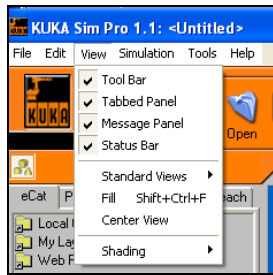 KUKA Sim Pro 1.1: <Untitled>
File Edit View Simulation Tools Help
KUKA
Tool Bar
Tabbed Panel
Message Panel
Status Bar
Standard Views
Fill Shift+Ctrl+F
Center View
Shading
Open
eCat P each
Local
My La
Web F